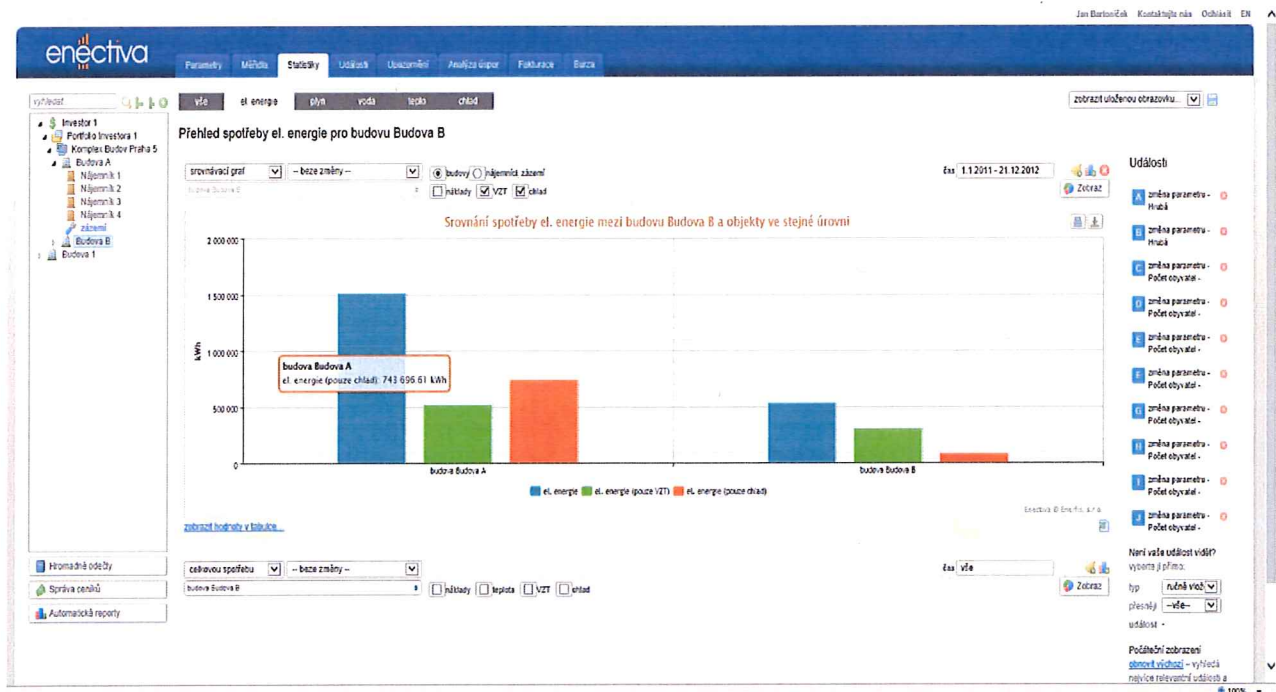 Jan Bartoníček Kontaktujte nás Odhlásit EN
enectiva
Parametry Měřidla Statistiky Události Upozornění Analýza úspor Fakturace Burza
vyhledat
vše el. energie plyn voda teplo chlad
zobrazit uloženou obrazovku...
Investor 1
Portfolio Investora 1
Komplex Budov Praha 5
Budova A
Nájemník 1
Nájemník 2
Nájemník 3
Nájemník 4
zázemí
Budova B
Budova 1
Přehled spotřeby el. energie pro budovu Budova B
srovnávací graf -- beze změny -- budovy nájemníci zázemí
čas 1.1.2011 - 21.12.2012
budova Budova B náklady VZT chlad
Zobraz
Srovnání spotřeby el. energie mezi budovu Budova B a objekty ve stejné úrovni
2 000 000
1 500 000
1 000 000
500 000
0
kWh
budova Budova A
el. energie (pouze chlad): 743 696.61 kWh
budova Budova A budova Budova B
el. energie el. energie (pouze VZT) el. energie (pouze chlad)
Enectiva © Enerfis, s.r.o.
zobrazit hodnoty v tabulce...
celkovou spotřebu -- beze změny --
čas vše
budova Budova B náklady teplota VZT chlad
Zobraz
Hromadné odečty
Správa ceníků
Automatické reporty
Události
A změna parametru -
Hrubá
B změna parametru -
Hrubá
C změna parametru -
Počet obyvatel -
D změna parametru -
Počet obyvatel -
E změna parametru -
Počet obyvatel -
F změna parametru -
Počet obyvatel -
G změna parametru -
Počet obyvatel -
H změna parametru -
Počet obyvatel -
I změna parametru -
Počet obyvatel -
J změna parametru -
Počet obyvatel -
Není vaše událost vidět?
vyberte jí přímo:
typ ručně vlož
přesněji --vše--
událost -
Počáteční zobrazení
obnovit výchozí – vyhledá
nejvíce relevantní události a
100%